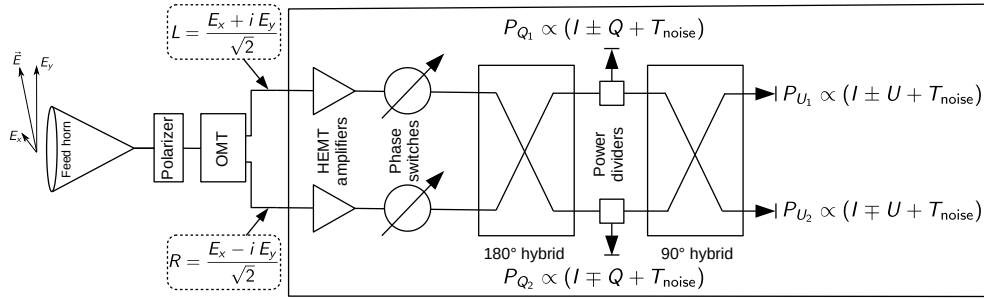 L = (E_x + i E_y) / √2
P_{Q_1} ∝ (I ± Q + T_noise)
\vec{E}
E_y
E_x
Feed horn
Polarizer
OMT
HEMT
amplifiers
Phase
switches
Power
dividers
P_{U_1} ∝ (I ± U + T_noise)
P_{U_2} ∝ (I ∓ U + T_noise)
R = (E_x − i E_y) / √2
180° hybrid
90° hybrid
P_{Q_2} ∝ (I ∓ Q + T_noise)